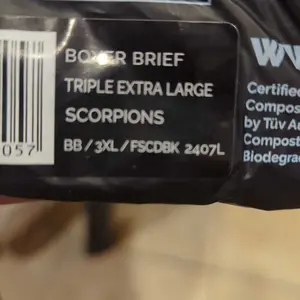 BOXER BRIEF
TRIPLE EXTRA LARGE
SCORPIONS
BB / 3XL / FSCDBK 2407L
057
Certified
Compos
by Tüv A
Compost
Biodegra